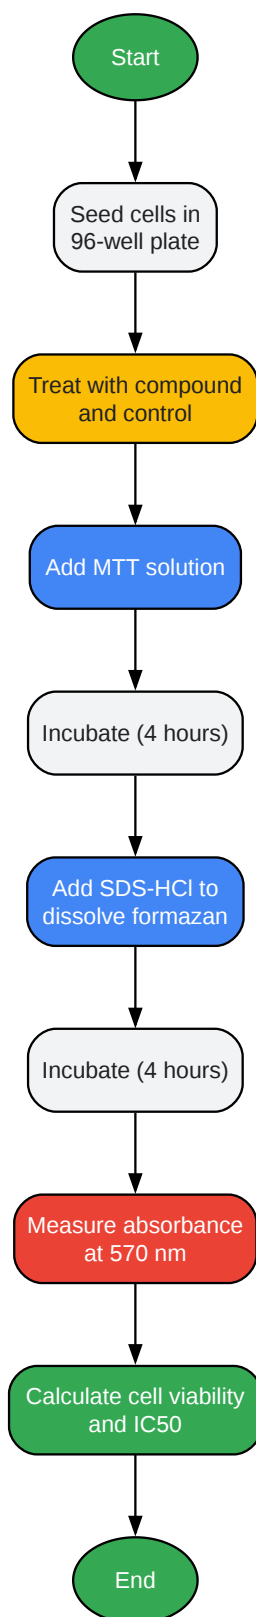 Start
Seed cells in
96-well plate
Treat with compound
and control
Add MTT solution
Incubate (4 hours)
Add SDS-HCl to
dissolve formazan
Incubate (4 hours)
Measure absorbance
at 570 nm
Calculate cell viability
and IC50
End